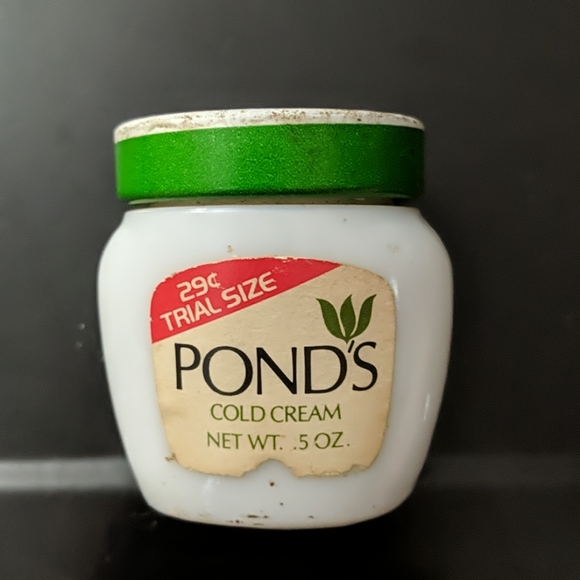 29¢
TRIAL SIZE
POND'S
COLD CREAM
NET WT. .5 OZ.